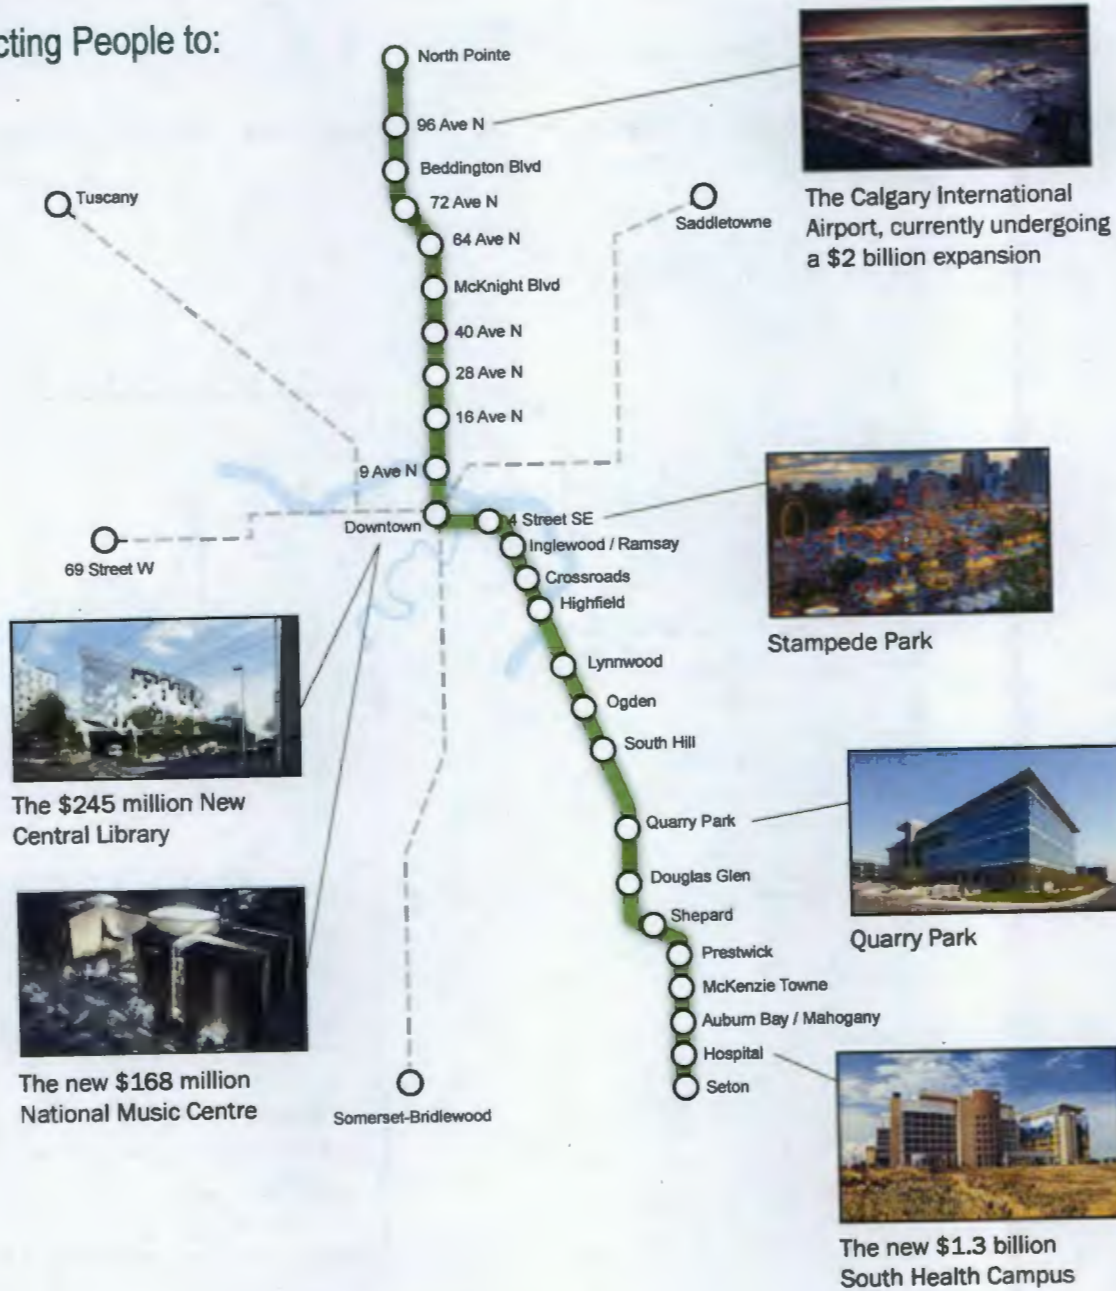 cting People to:
North Pointe
96 Ave N
Beddington Blvd
72 Ave N
64 Ave N
McKnight Blvd
40 Ave N
28 Ave N
16 Ave N
9 Ave N
Downtown
4 Street SE
Inglewood / Ramsay
Crossroads
Highfield
Lynnwood
Ogden
South Hill
Quarry Park
Douglas Glen
Shepard
Prestwick
McKenzie Towne
Auburn Bay / Mahogany
Hospital
Seton
Tuscany
Saddletowne
69 Street W
Somerset-Bridlewood
The Calgary International
Airport, currently undergoing
a $2 billion expansion
Stampede Park
The $245 million New
Central Library
Quarry Park
The new $168 million
National Music Centre
The new $1.3 billion
South Health Campus